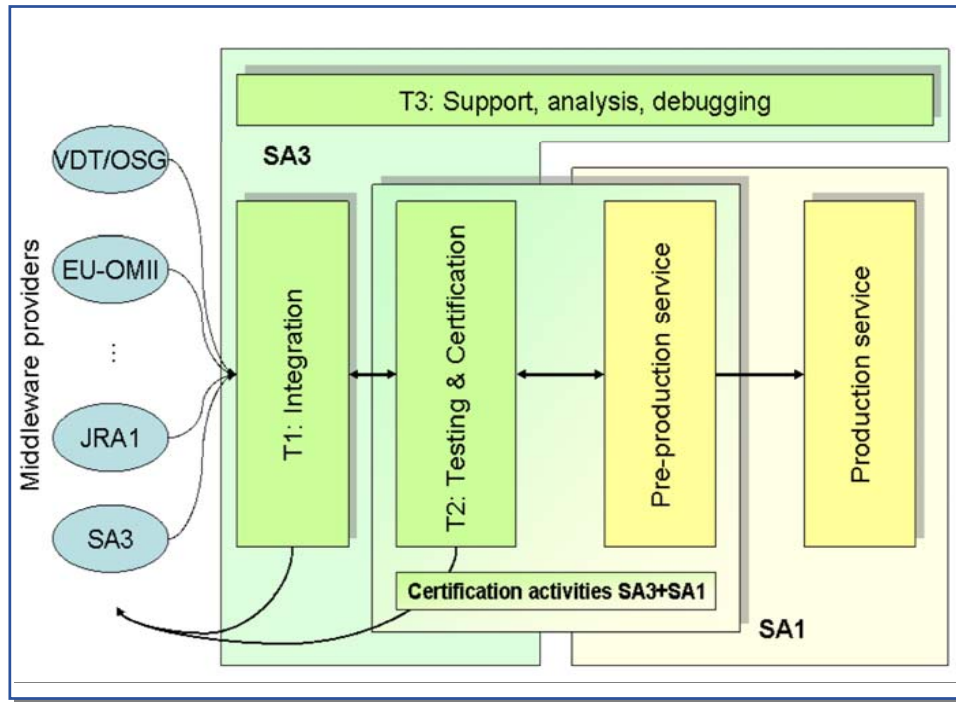 T3: Support, analysis, debugging
SA3
Middleware providers
VDT/OSG
EU-OMII
...
JRA1
SA3
T1: Integration
T2: Testing & Certification
Pre-production service
Production service
Certification activities SA3+SA1
SA1